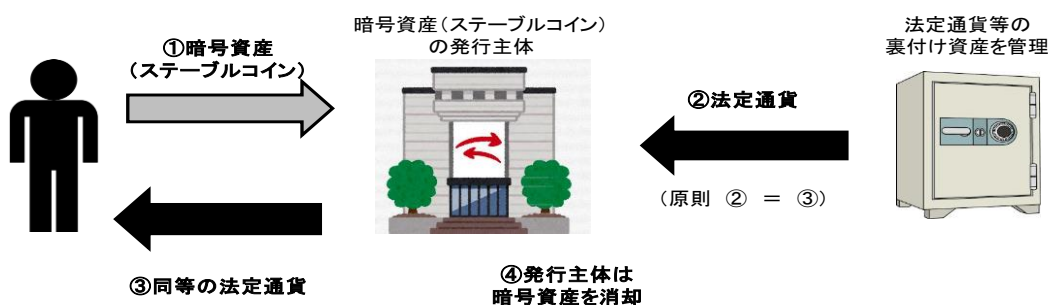 暗号資産(ステーブルコイン)
の発行主体
法定通貨等の
裏付け資産を管理
①暗号資産
(ステーブルコイン)
②法定通貨
(原則 ② = ③)
③同等の法定通貨
④発行主体は
暗号資産を消却